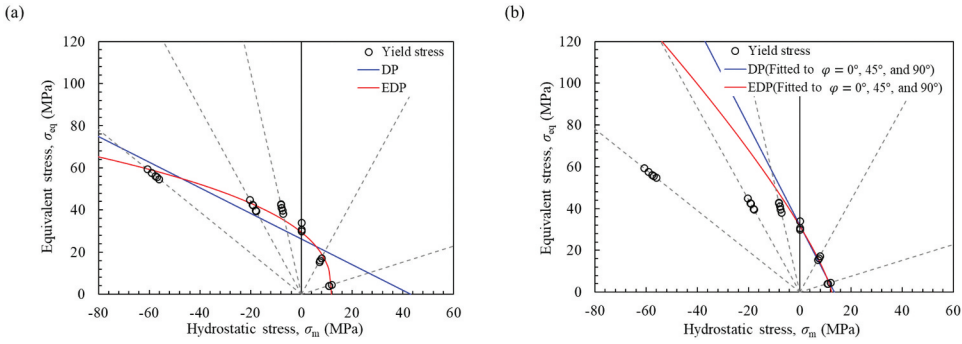 (a)
120
100
80
60
40
20
0
Equivalent stress, σeq (MPa)
Yield stress
DP
EDP
-80 -60 -40 -20 0 20 40 60
Hydrostatic stress, σm (MPa)
(b)
120
100
80
60
40
20
0
Equivalent stress, σeq (MPa)
Yield stress
DP(Fitted to φ = 0°, 45°, and 90°)
EDP(Fitted to φ = 0°, 45°, and 90°)
-80 -60 -40 -20 0 20 40 60
Hydrostatic stress, σm (MPa)